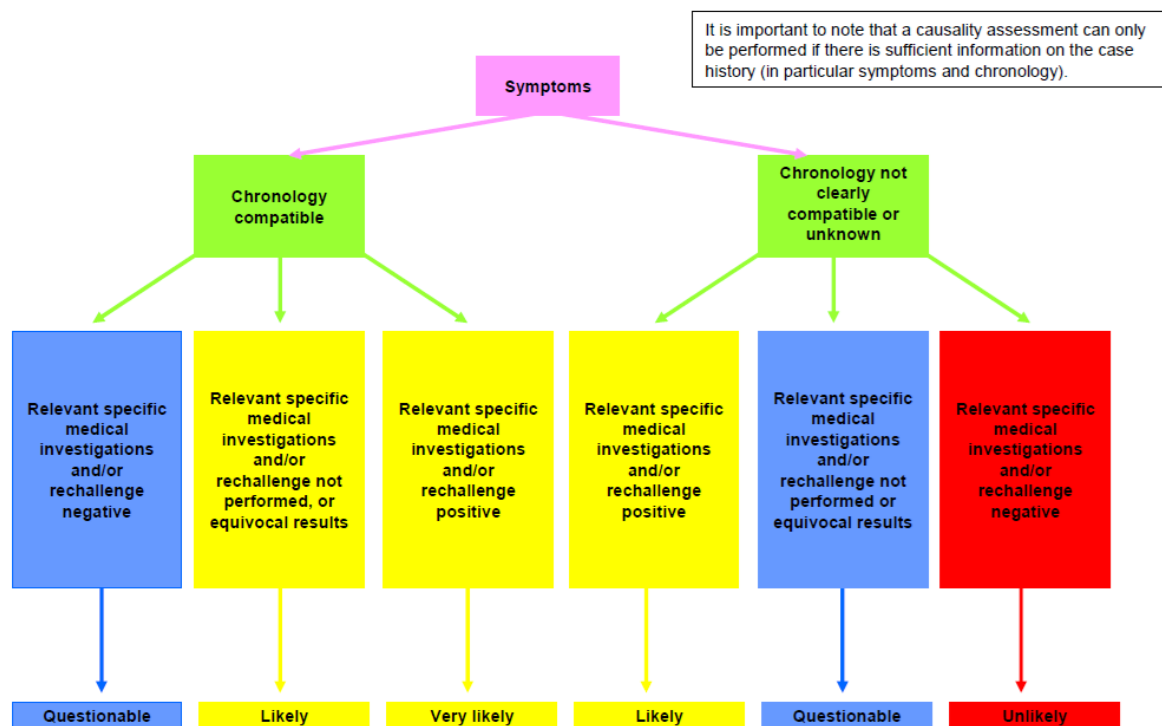 It is important to note that a causality assessment can only
be performed if there is sufficient information on the case
history (in particular symptoms and chronology).
Symptoms
Chronology
compatible
Chronology not
clearly
compatible or
unknown
Relevant specific
medical
investigations
and/or
rechallenge
negative
Relevant specific
medical
investigations
and/or
rechallenge not
performed, or
equivocal results
Relevant specific
medical
investigations
and/or
rechallenge
positive
Relevant specific
medical
investigations
and/or
rechallenge
positive
Relevant specific
medical
investigations
and/or
rechallenge not
performed or
equivocal results
Relevant specific
medical
investigations
and/or
rechallenge
negative
Questionable
Likely
Very likely
Likely
Questionable
Unlikely